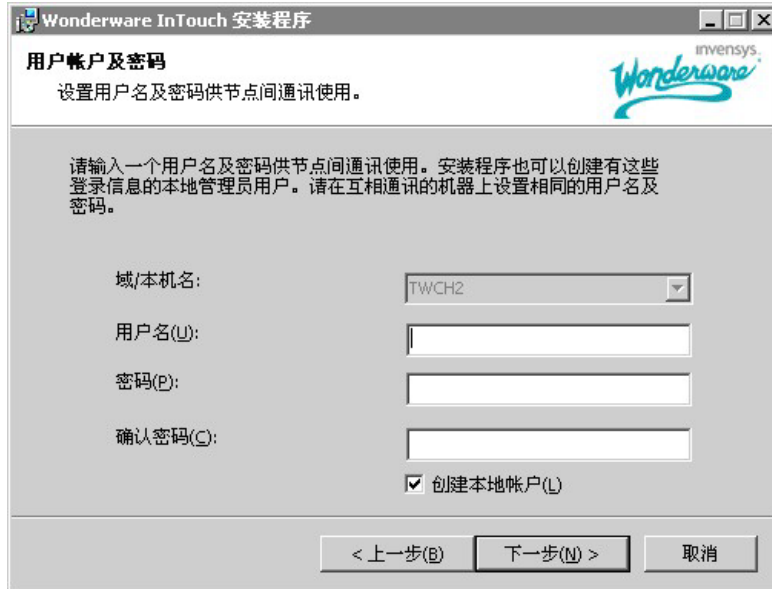 Wonderware InTouch 安装程序
用户帐户及密码
设置用户名及密码供节点间通讯使用。
invensys.
Wonderware
请输入一个用户名及密码供节点间通讯使用。安装程序也可以创建有这些
登录信息的本地管理员用户。请在互相通讯的机器上设置相同的用户名及
密码。
域/本机名:
TWCH2
用户名(U):
密码(P):
确认密码(C):
创建本地帐户(L)
< 上一步(B)
下一步(N) >
取消